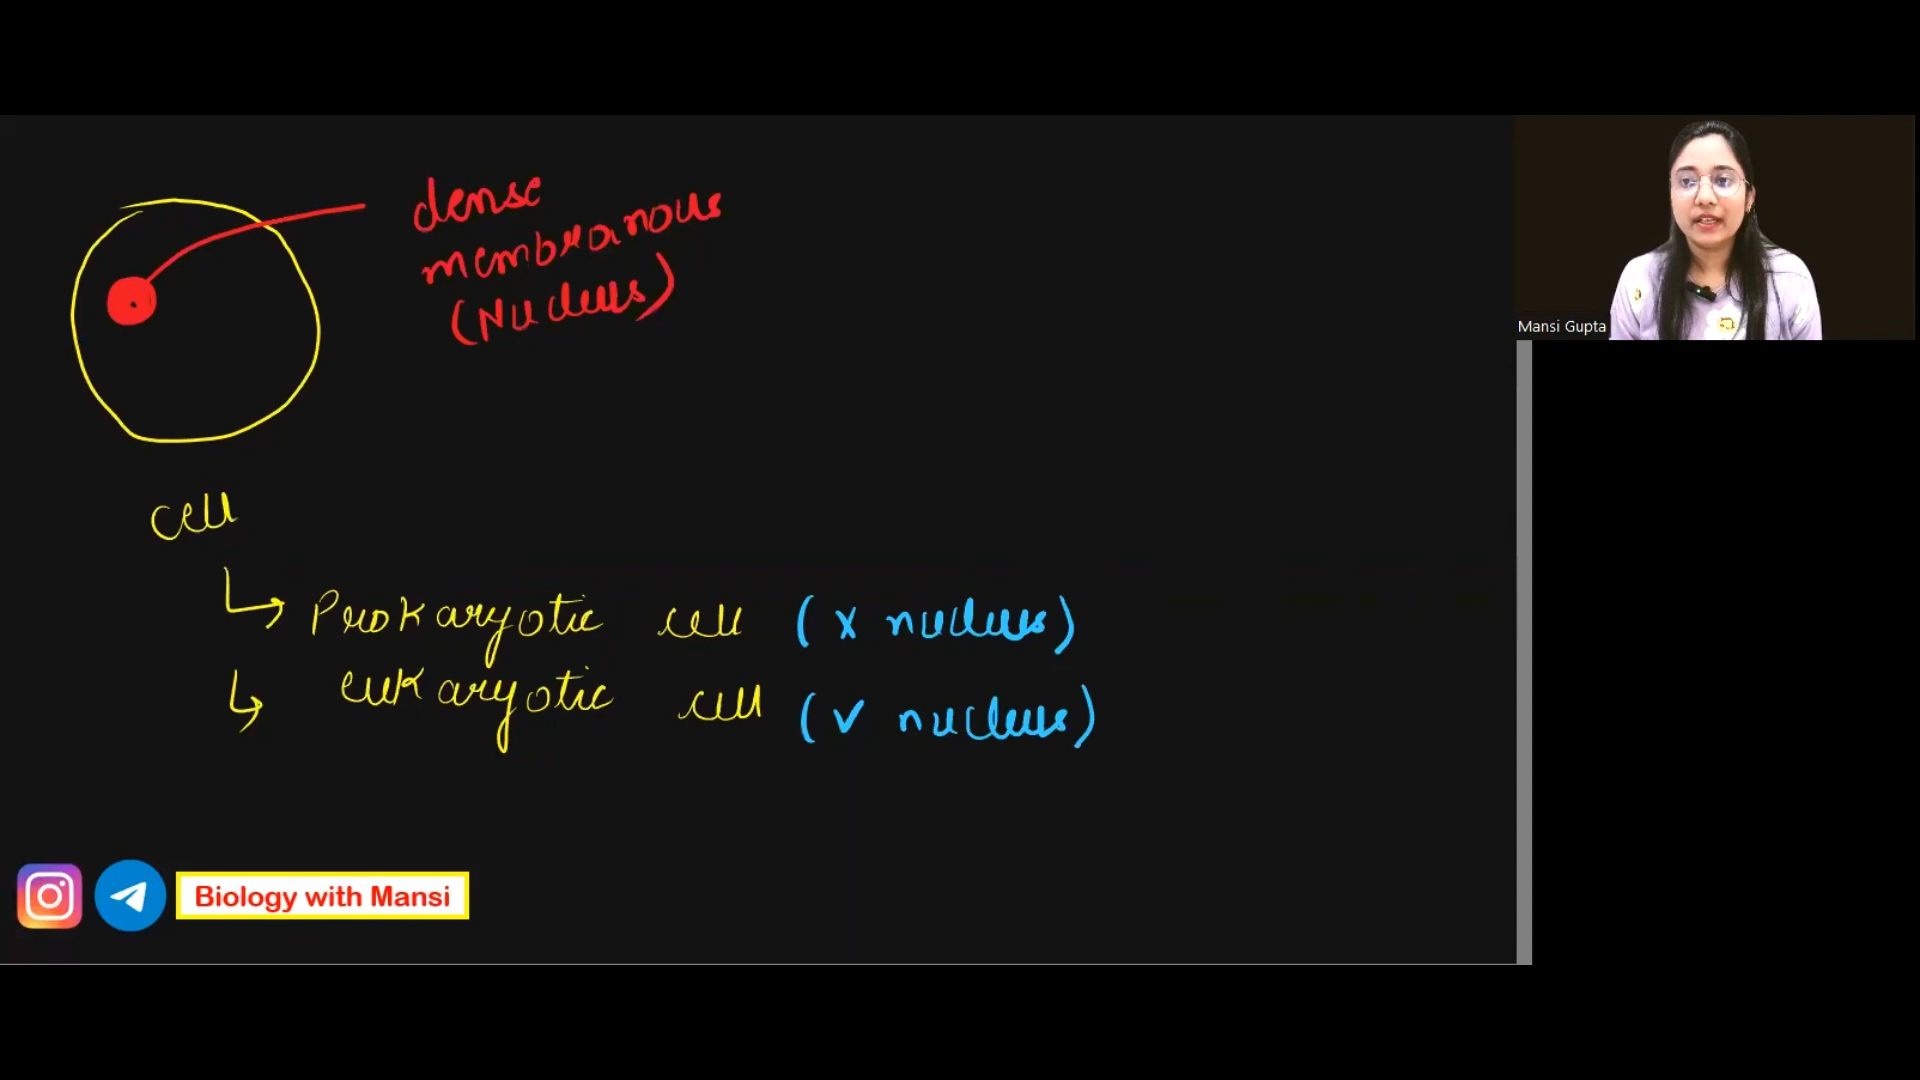 dense
membranous
(Nucleus)
Mansi Gupta
cell
↳ Prokaryotic cell (x nucleus)
↳ eukaryotic cell (✓ nucleus)
Biology with Mansi